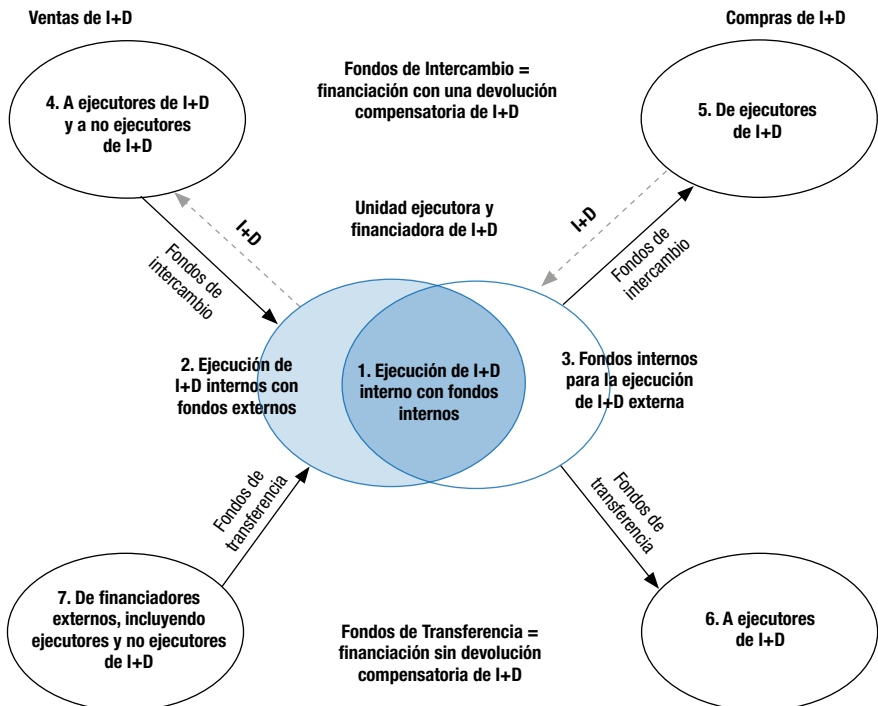 Ventas de I+D
Compras de I+D
Fondos de Intercambio =
financiación con una devolución
compensatoria de I+D
4. A ejecutores de I+D
y a no ejecutores
de I+D
5. De ejecutores
de I+D
Unidad ejecutora y
financiadora de I+D
I+D
Fondos de
intercambio
I+D
Fondos de
intercambio
2. Ejecución de
I+D internos con
fondos externos
1. Ejecución de I+D
interno con fondos
internos
3. Fondos internos
para la ejecución
de I+D externa
Fondos de
transferencia
Fondos de
transferencia
7. De financiadores
externos, incluyendo
ejecutores y no ejecutores
de I+D
Fondos de Transferencia =
financiación sin devolución
compensatoria de I+D
6. A ejecutores
de I+D